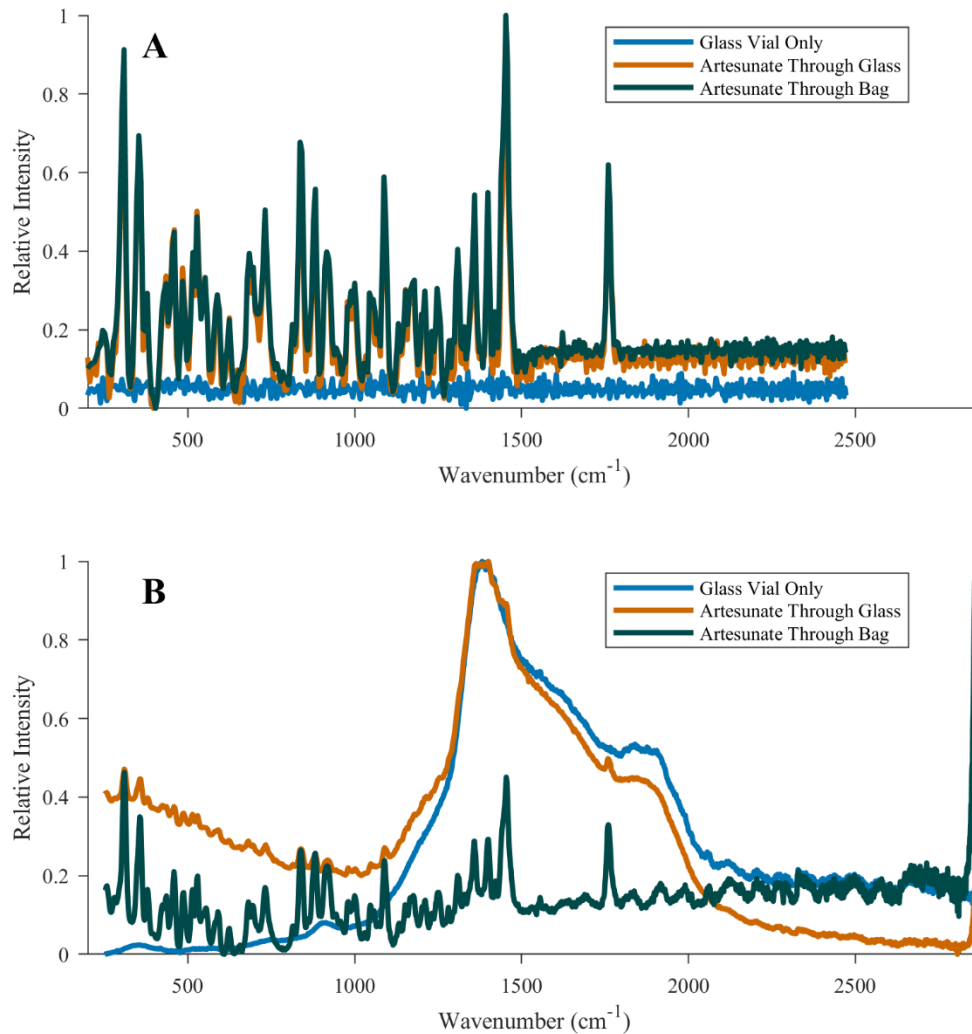 A
Glass Vial Only
Artesunate Through Glass
Artesunate Through Bag
Relative Intensity
1
0.8
0.6
0.4
0.2
0
500 1000 1500 2000 2500
Wavenumber (cm⁻¹)
B
Glass Vial Only
Artesunate Through Glass
Artesunate Through Bag
Relative Intensity
1
0.8
0.6
0.4
0.2
0
500 1000 1500 2000 2500
Wavenumber (cm⁻¹)